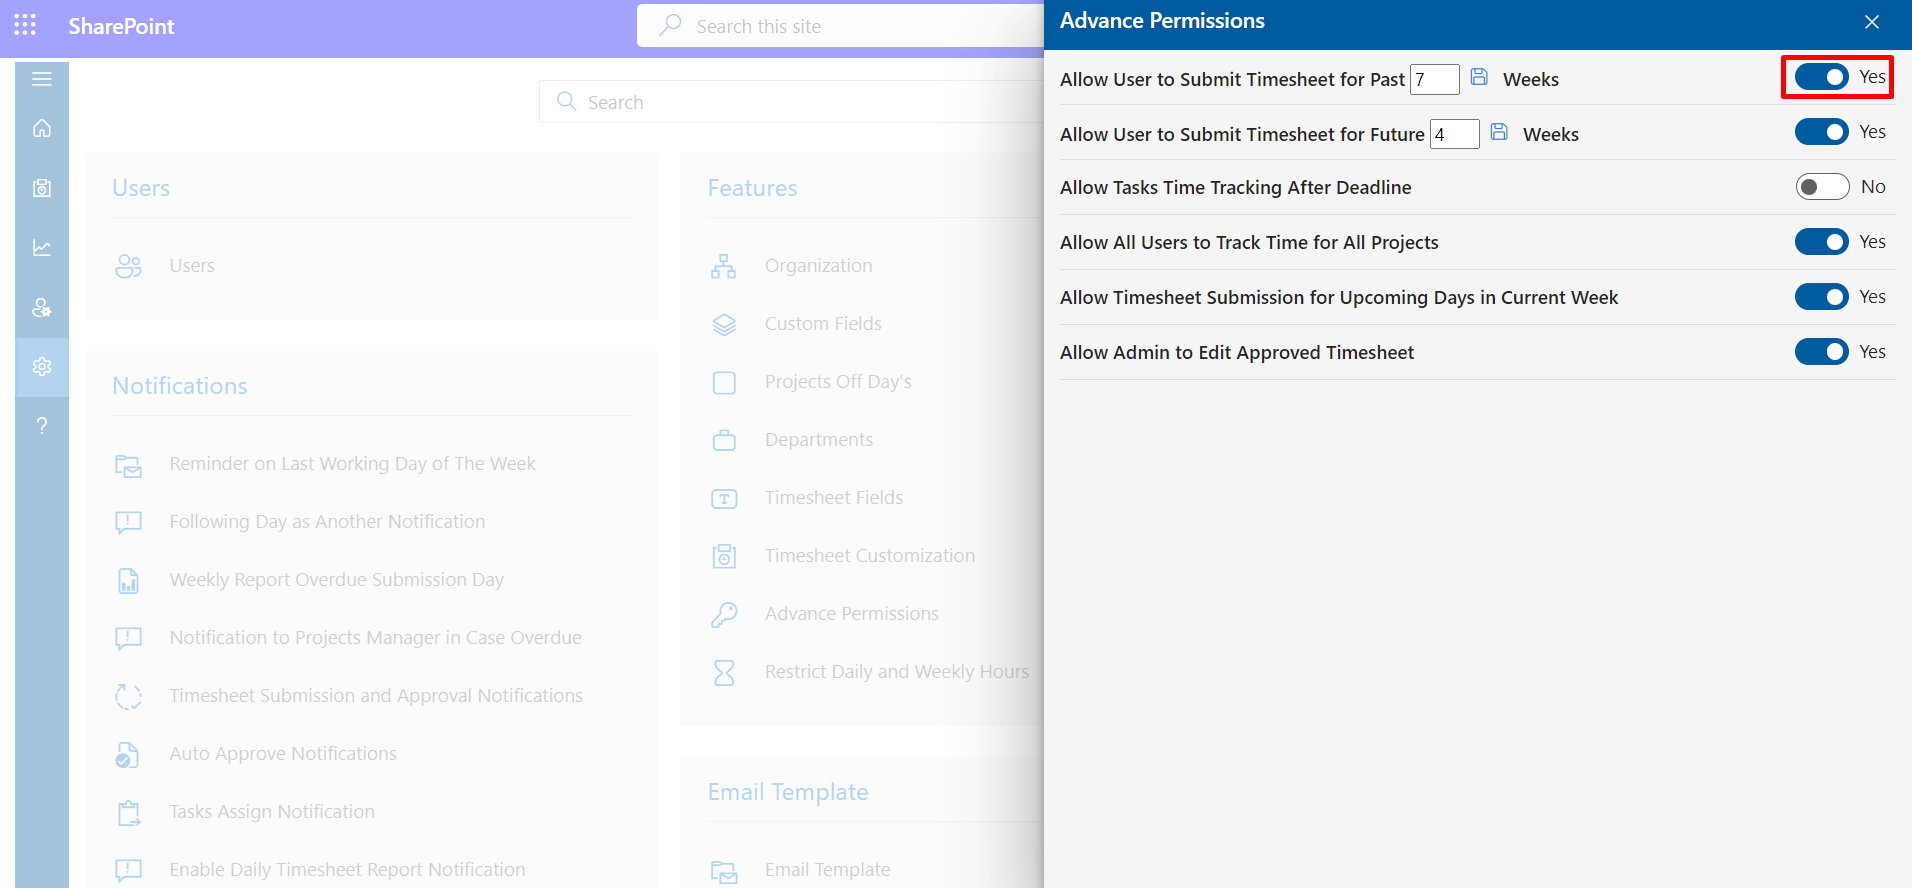 SharePoint
Search this site
Search
Users
Users
Notifications
Reminder on Last Working Day of The Week
Following Day as Another Notification
Weekly Report Overdue Submission Day
Notification to Projects Manager in Case Overdue
Timesheet Submission and Approval Notifications
Auto Approve Notifications
Tasks Assign Notification
Enable Daily Timesheet Report Notification
Features
Organization
Custom Fields
Projects Off Day's
Departments
Timesheet Fields
Timesheet Customization
Advance Permissions
Restrict Daily and Weekly Hours
Email Template
Email Template
Advance Permissions
Allow User to Submit Timesheet for Past 7 Weeks Yes
Allow User to Submit Timesheet for Future 4 Weeks Yes
Allow Tasks Time Tracking After Deadline No
Allow All Users to Track Time for All Projects Yes
Allow Timesheet Submission for Upcoming Days in Current Week Yes
Allow Admin to Edit Approved Timesheet Yes